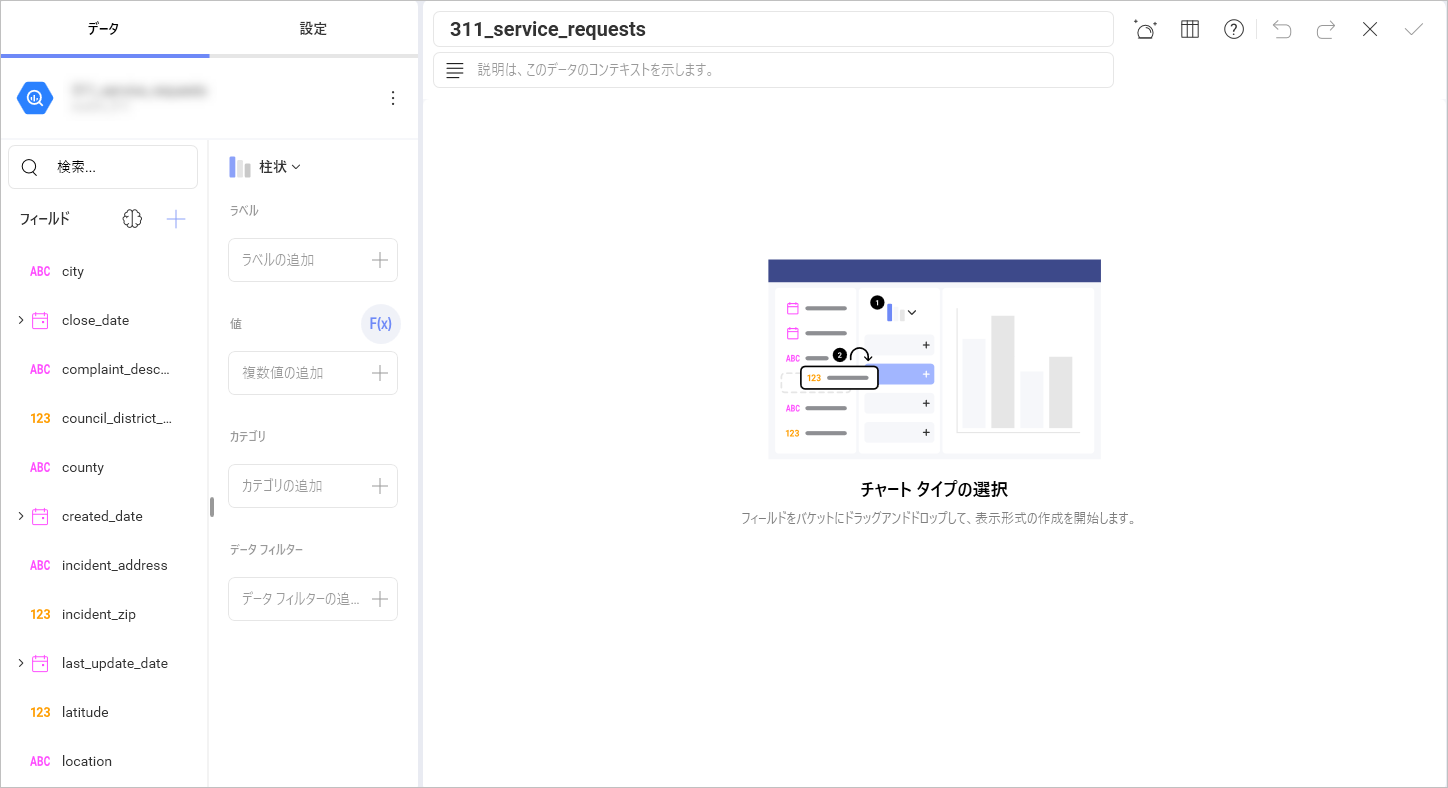 データ
設定
検索...
フィールド
ABC city
close_date
ABC complaint_desc...
123 council_district_...
ABC county
created_date
ABC incident_address
123 incident_zip
last_update_date
123 latitude
ABC location
柱状
ラベル
ラベルの追加
値
F(x)
複数値の追加
カテゴリ
カテゴリの追加
データ フィルター
データ フィルターの追...
311_service_requests
説明は、このデータのコンテキストを示します。
1
2
ABC
123
ABC
123
チャート タイプの選択
フィールドをバケットにドラッグアンドドロップして、表示形式の作成を開始します。